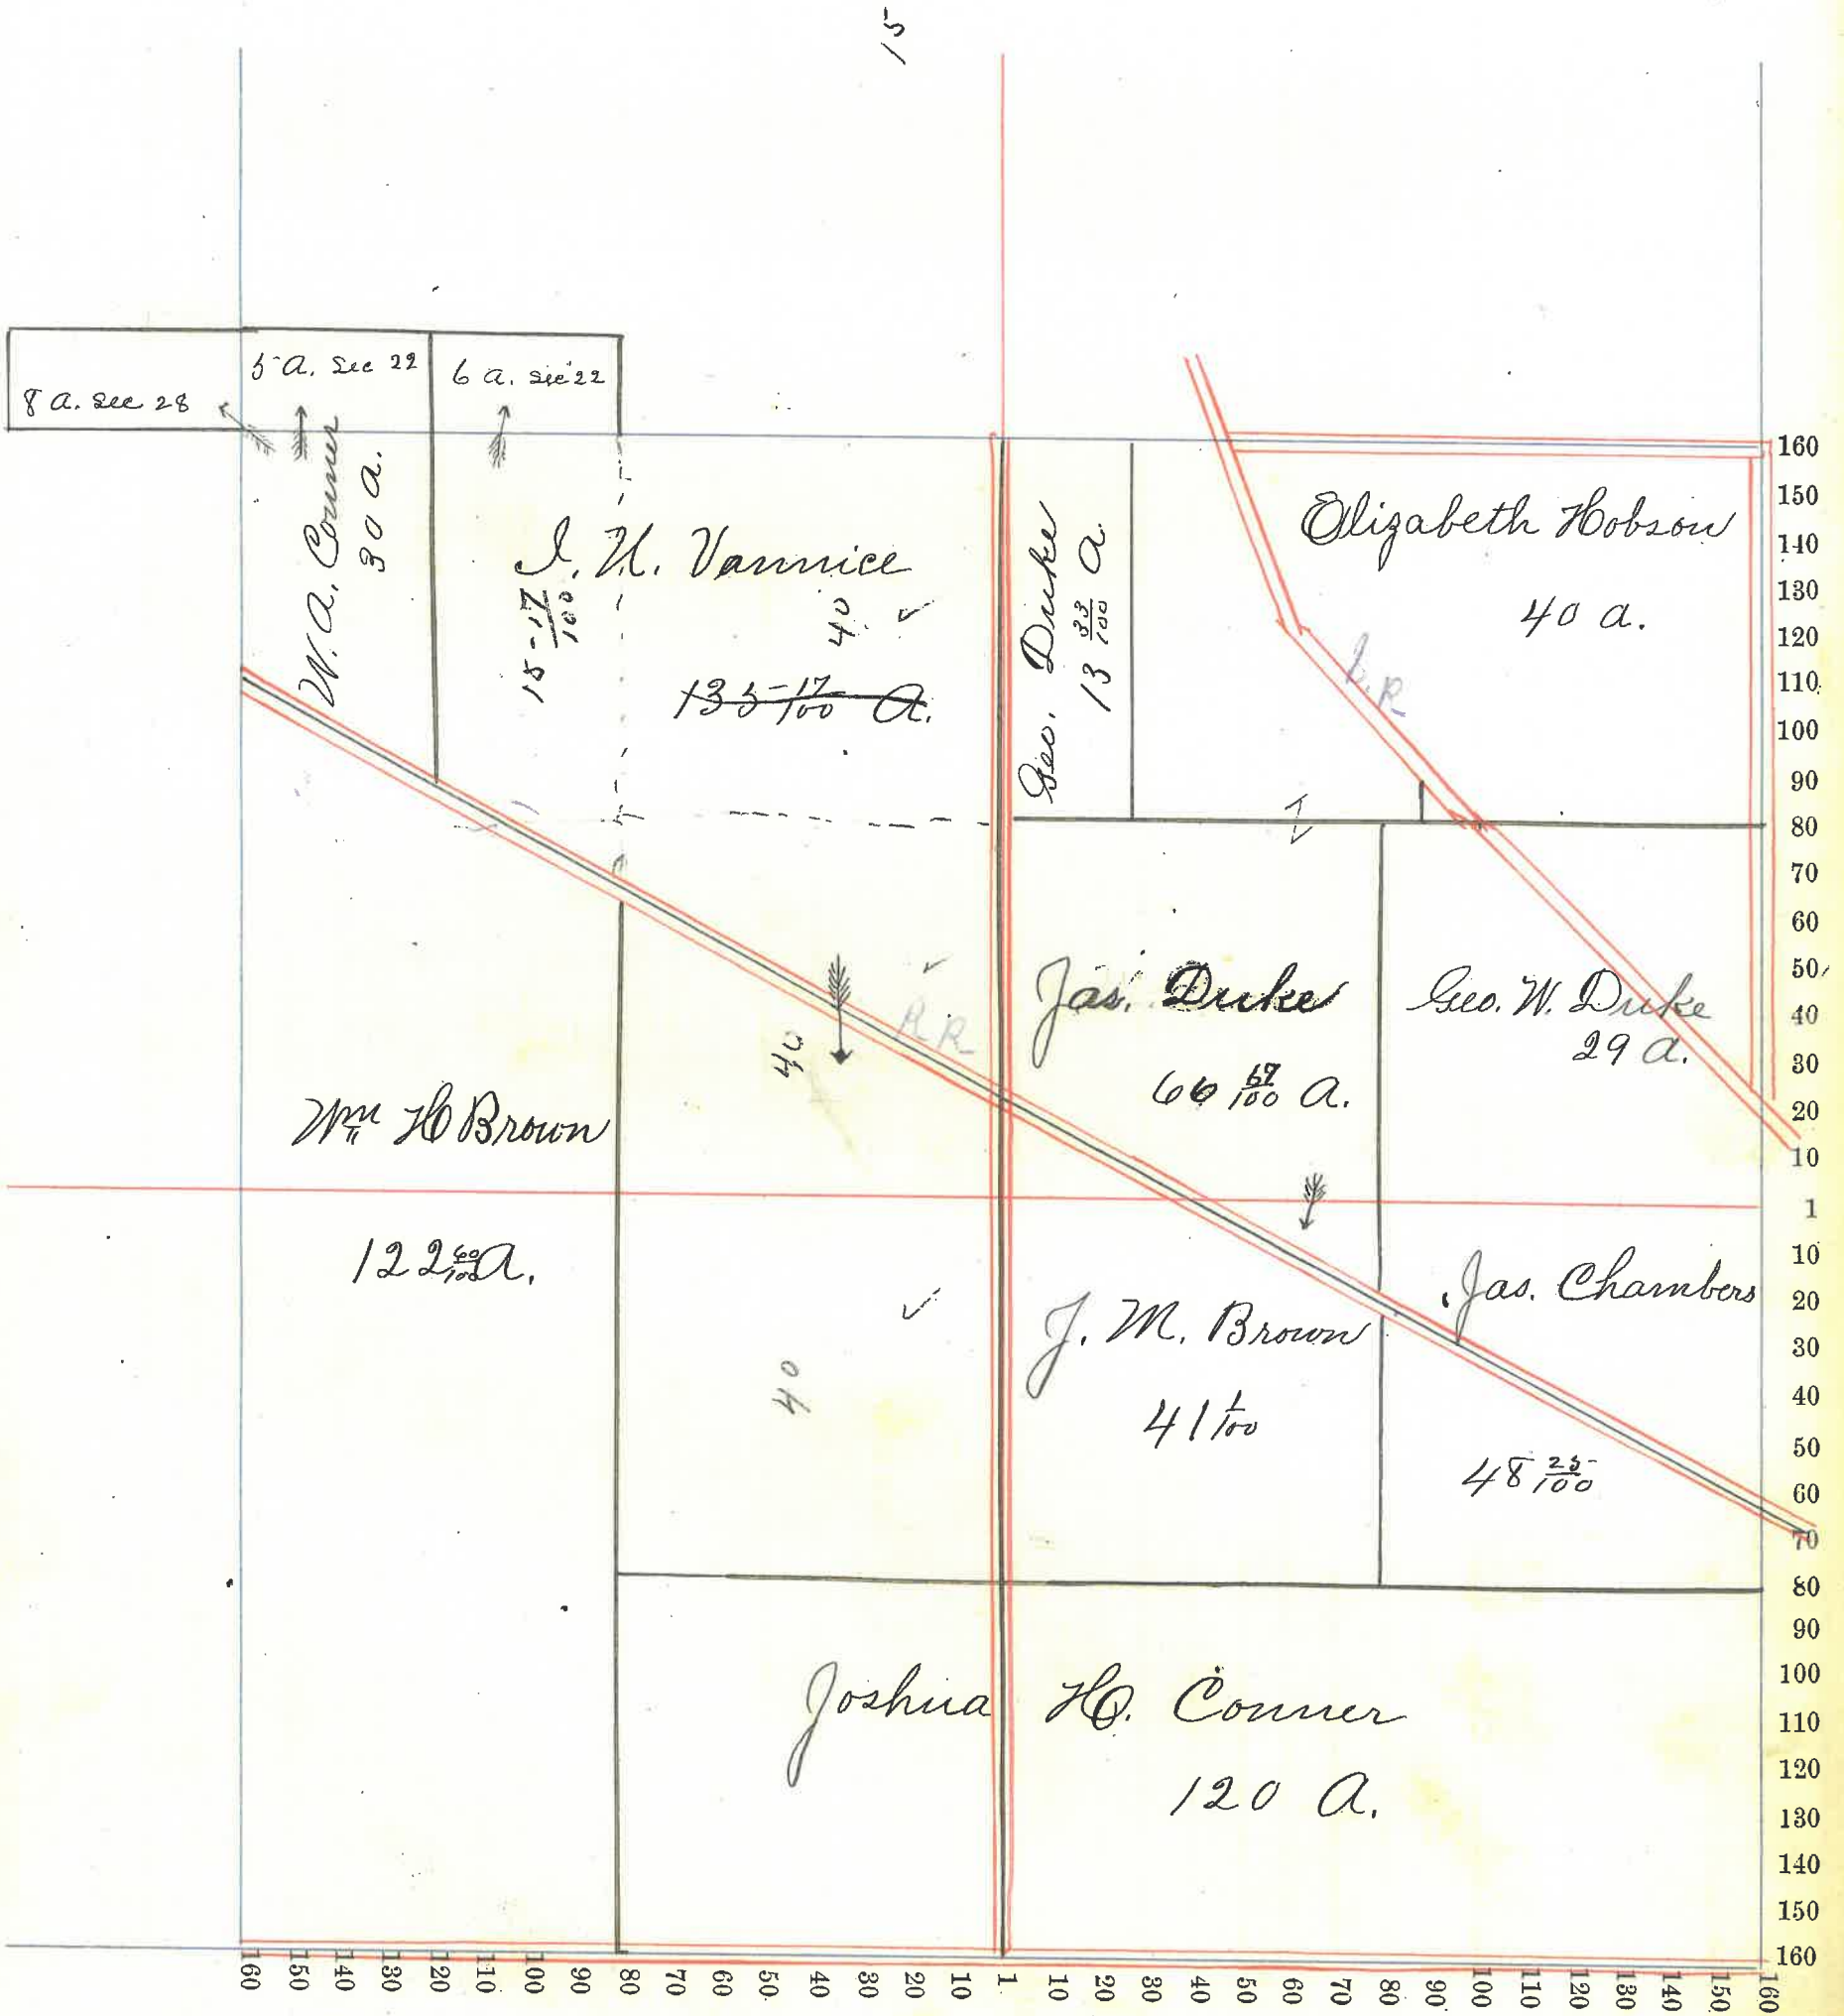 15
5 a. Sec 22
6 a. Sec 22
8 a. Sec 28
W. A. Conner
30 a.
I. N. Vannice
40
15 - 17/100
135 - 17/100 A.
Geo. Duke
13 33/100 a
Elizabeth Hobson
40 a.
R
Jas. Duke
66 67/100 A.
Geo. W. Duke
29 a.
R R
40
Wm H Brown
122 60/100 A.
40
J. M. Brown
41 1/100
Jas. Chambers
48 25/100
Joshua H. Conner
120 A.
160
150
140
130
120
110
100
90
80
70
60
50
40
30
20
10
1
10
20
30
40
50
60
70
80
90
100
110
120
130
140
150
160
160 150 140 130 120 110 100 90 80 70 60 50 40 30 20 10 1 10 20 30 40 50 60 70 80 90 100 110 120 130 140 150 160